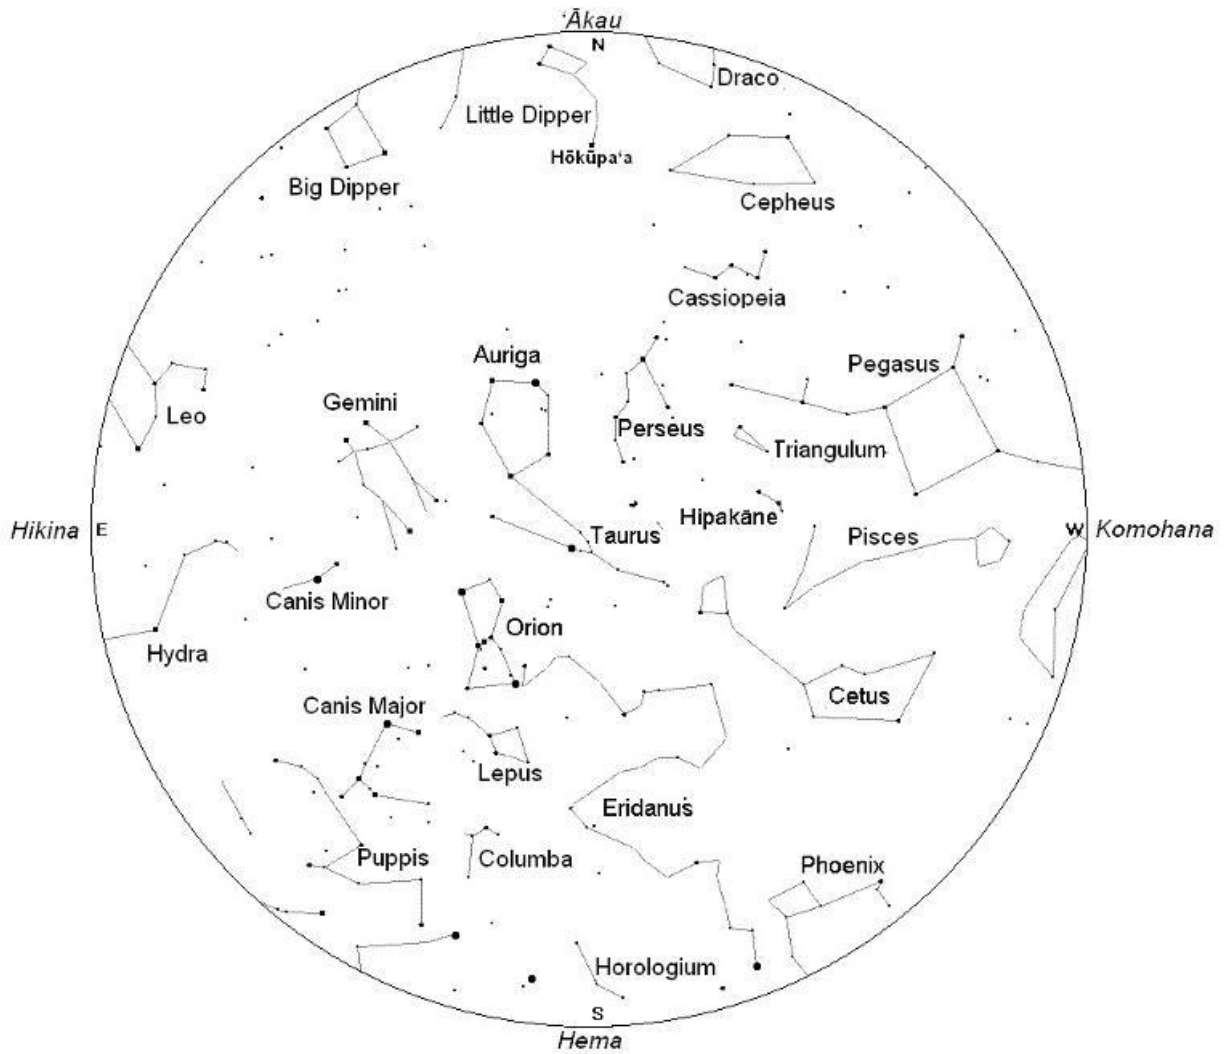 ʻĀkau
N
Draco
Little Dipper
Hōkūpaʻa
Big Dipper
Cepheus
Cassiopeia
Auriga
Pegasus
Gemini
Leo
Perseus
Triangulum
Hipakāne
Hikina E
Taurus
Pisces
W Komohana
Canis Minor
Orion
Hydra
Cetus
Canis Major
Lepus
Eridanus
Puppis
Columba
Phoenix
Horologium
S
Hema